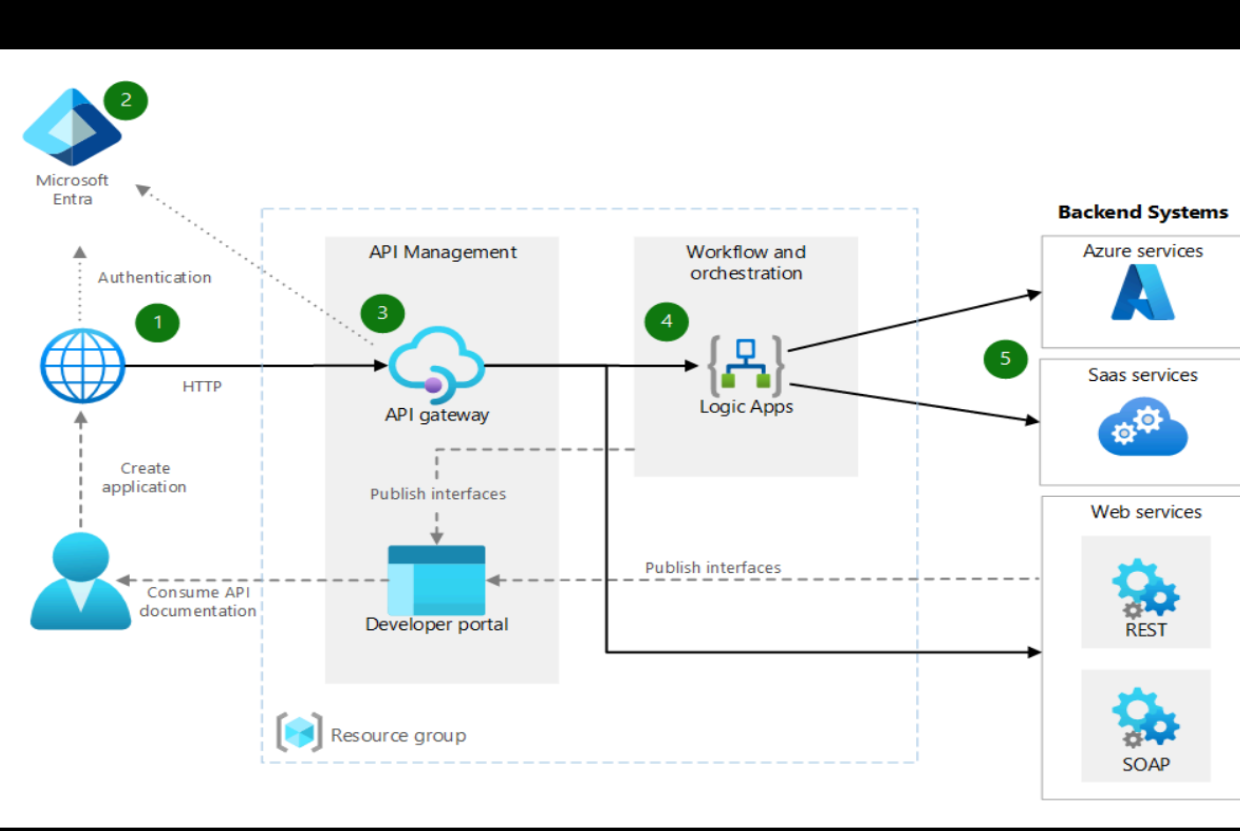 2
Microsoft
Entra
Backend Systems
API Management
Workflow and
orchestration
Azure services
Authentication
1
3
4
5
HTTP
API gateway
Logic Apps
Saas services
Create
application
Publish interfaces
Web services
Publish interfaces
Consume API
documentation
Developer portal
REST
Resource group
SOAP